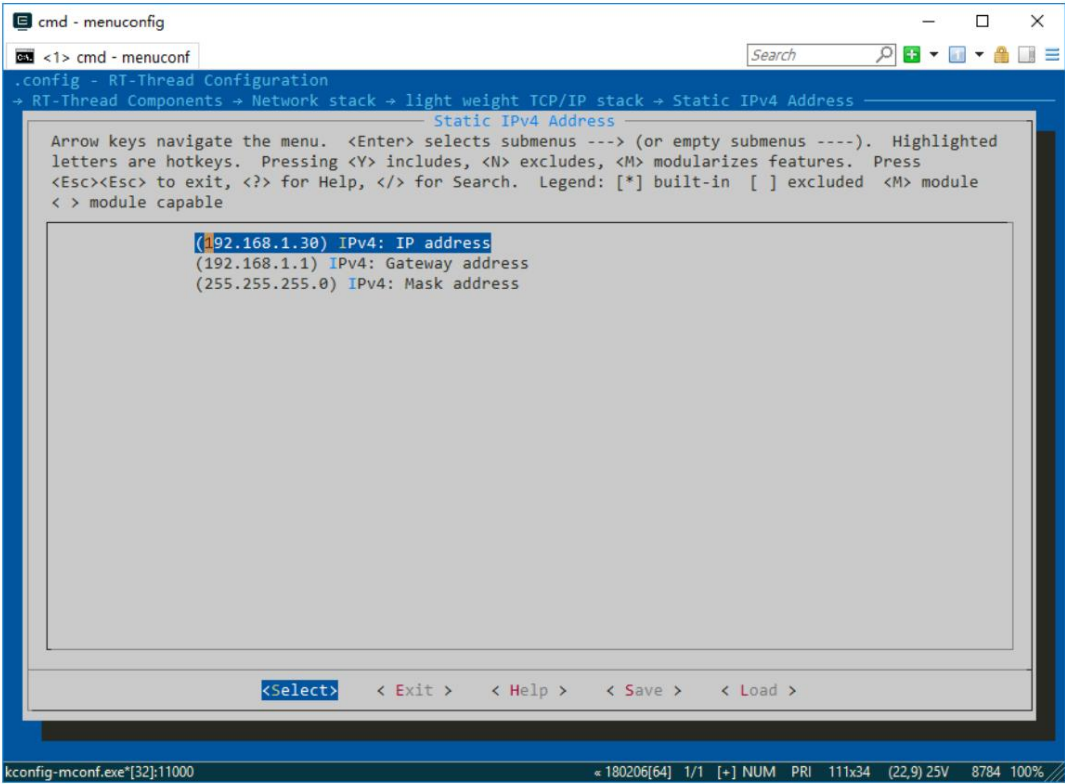 cmd - menuconfig
<1> cmd - menuconf
Search
.config - RT-Thread Configuration
→ RT-Thread Components → Network stack → light weight TCP/IP stack → Static IPv4 Address
Static IPv4 Address
Arrow keys navigate the menu.  <Enter> selects submenus ---> (or empty submenus ----).  Highlighted
letters are hotkeys.  Pressing <Y> includes, <N> excludes, <M> modularizes features.  Press
<Esc><Esc> to exit, <?> for Help, </> for Search.  Legend: [*] built-in  [ ] excluded  <M> module
< > module capable
(192.168.1.30) IPv4: IP address
(192.168.1.1) IPv4: Gateway address
(255.255.255.0) IPv4: Mask address
<Select>    < Exit >    < Help >    < Save >    < Load >
kconfig-mconf.exe*[32]:11000    « 180206[64]  1/1  [+] NUM  PRI  111x34  (22,9) 25V  8784  100%